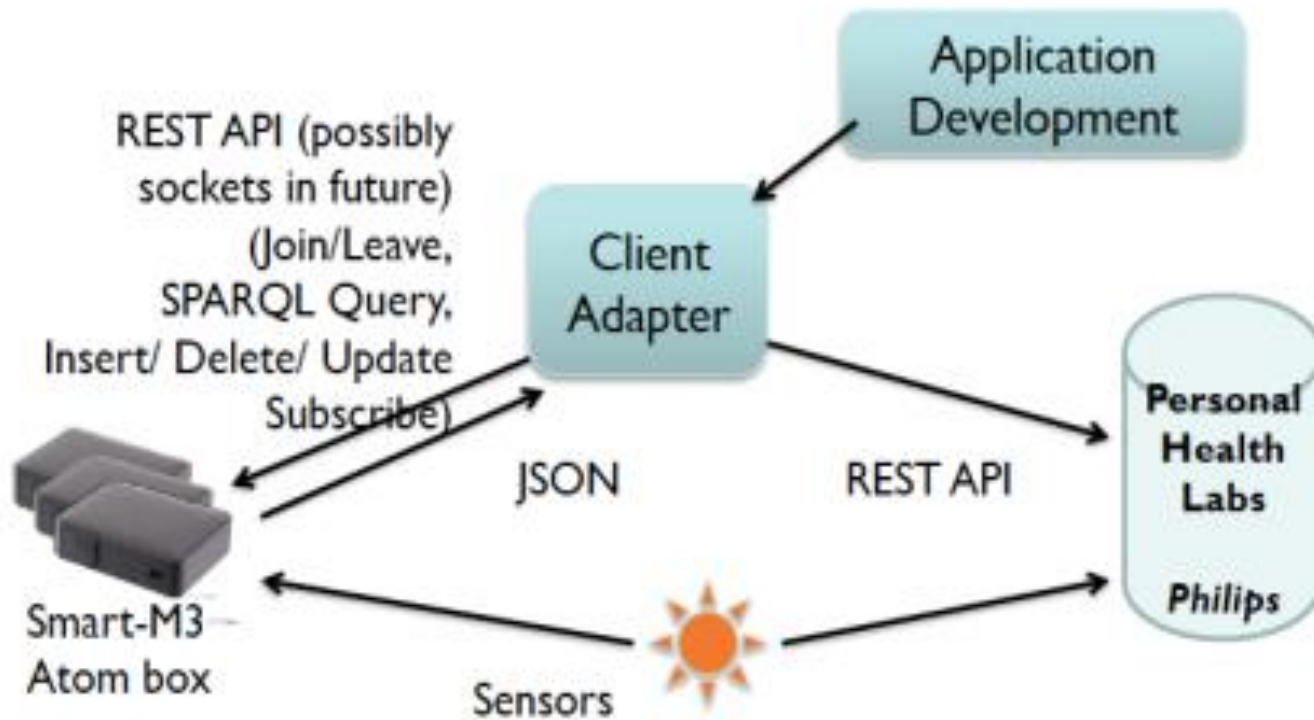 Application
Development
REST API (possibly
sockets in future)
(Join/Leave,
SPARQL Query,
Insert/ Delete/ Update
Subscribe)
Client
Adapter
JSON
REST API
Personal
Health
Labs
Philips
Smart-M3
Atom box
Sensors